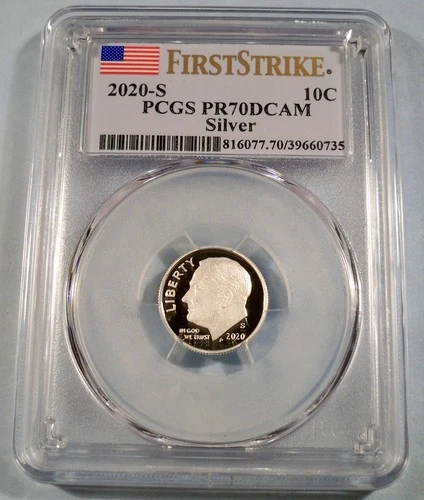 FIRSTSTRIKE®
2020-S 10C
PCGS PR70DCAM
Silver
816077.70/39660735
LIBERTY
IN GOD
WE TRUST
S
2020